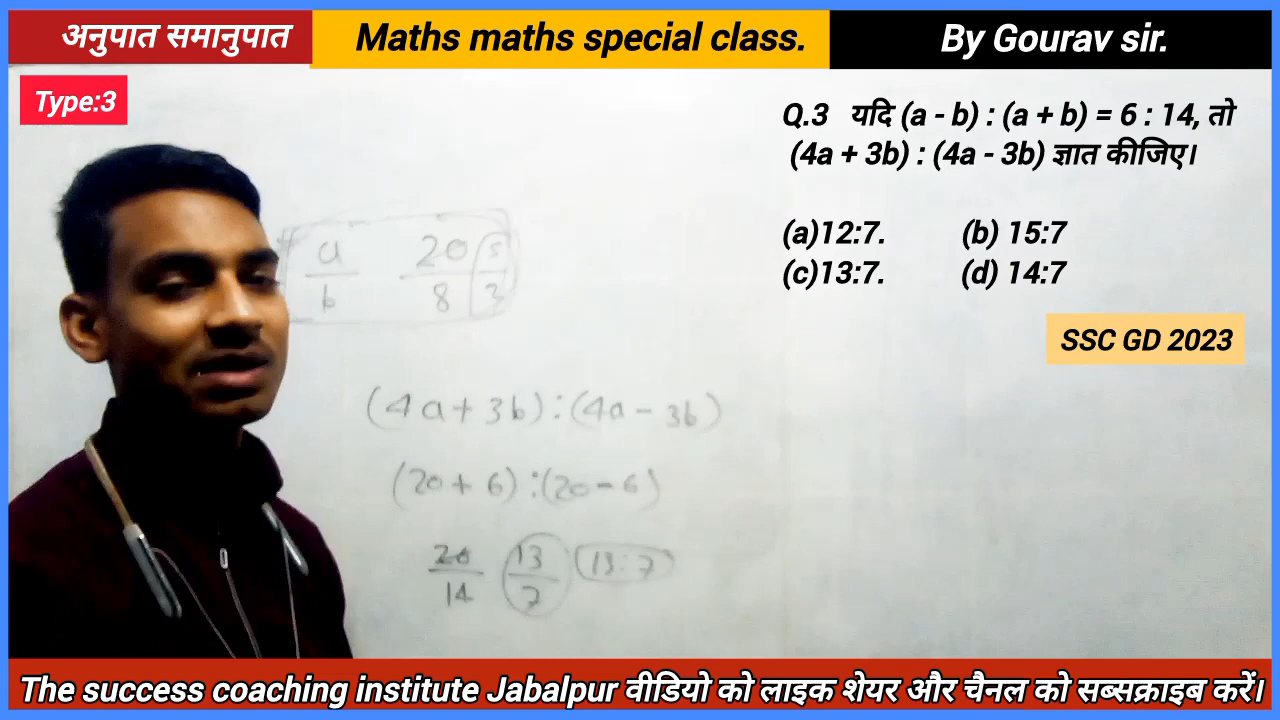 अनुपात समानुपात
Maths maths special class.
By Gourav sir.
Type:3
Q.3 यदि (a - b) : (a + b) = 6 : 14, तो
(4a + 3b) : (4a - 3b) ज्ञात कीजिए।
(a)12:7. (b) 15:7
(c)13:7. (d) 14:7
SSC GD 2023
a 20 5
b 8 2
(4a + 3b) : (4a - 3b)
(20 + 6) : (20 - 6)
26 13 13:7
14 7
The success coaching institute Jabalpur वीडियो को लाइक शेयर और चैनल को सब्सक्राइब करें।